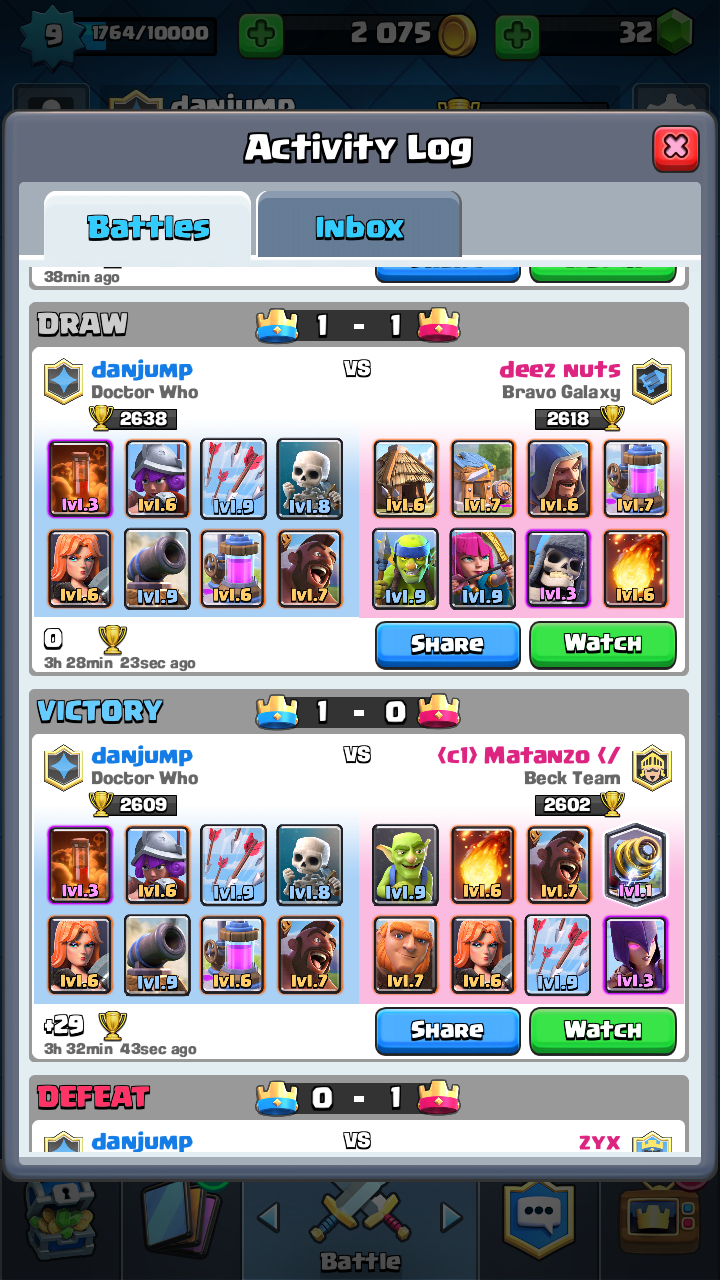 9 1764/10000 2 075 32
danjump
Activity Log
Battles Inbox
38min ago
DRAW 1 - 1
danjump vs deez nuts
Doctor Who Bravo Galaxy
2638 2618
lvl.3 lvl.6 lvl.9 lvl.8 lvl.6 lvl.7 lvl.6 lvl.7
lvl.6 lvl.9 lvl.6 lvl.7 lvl.9 lvl.9 lvl.3 lvl.6
0 Share Watch
3h 28min 23sec ago
VICTORY 1 - 0
danjump vs (c1) Matanzo (/
Doctor Who Beck Team
2609 2602
lvl.3 lvl.6 lvl.9 lvl.8 lvl.9 lvl.6 lvl.7 lvl.1
lvl.6 lvl.9 lvl.6 lvl.7 lvl.7 lvl.6 lvl.9 lvl.3
+29 Share Watch
3h 32min 43sec ago
DEFEAT 0 - 1
danjump vs zyx
Battle